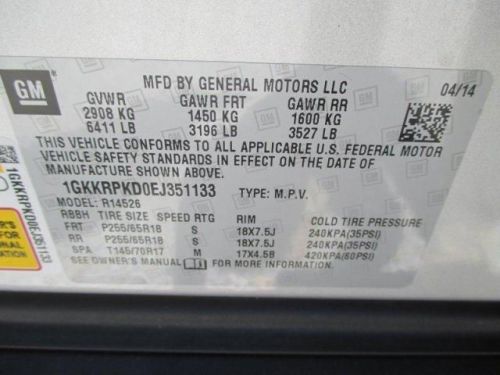 GM
MFD BY GENERAL MOTORS LLC
04/14
GVWR GAWR FRT GAWR RR
2908 KG 1450 KG 1600 KG
6411 LB 3196 LB 3527 LB
THIS VEHICLE CONFORMS TO ALL APPLICABLE U.S. FEDERAL MOTOR
VEHICLE SAFETY STANDARDS IN EFFECT ON THE DATE OF
MANUFACTURE SHOWN ABOVE.
1GKKRPKD0EJ351133 TYPE: M.P.V.
MODEL: R14526
RBBH TIRE SIZE SPEED RTG RIM COLD TIRE PRESSURE
FRT P255/65R18 S 18X7.5J 240KPA(35PSI)
RR P255/65R18 S 18X7.5J 240KPA(35PSI)
SPA T145/70R17 M 17X4.5B 420KPA(60PSI)
SEE OWNER'S MANUAL FOR MORE INFORMATION.
1GKKRPKD0EJ351133